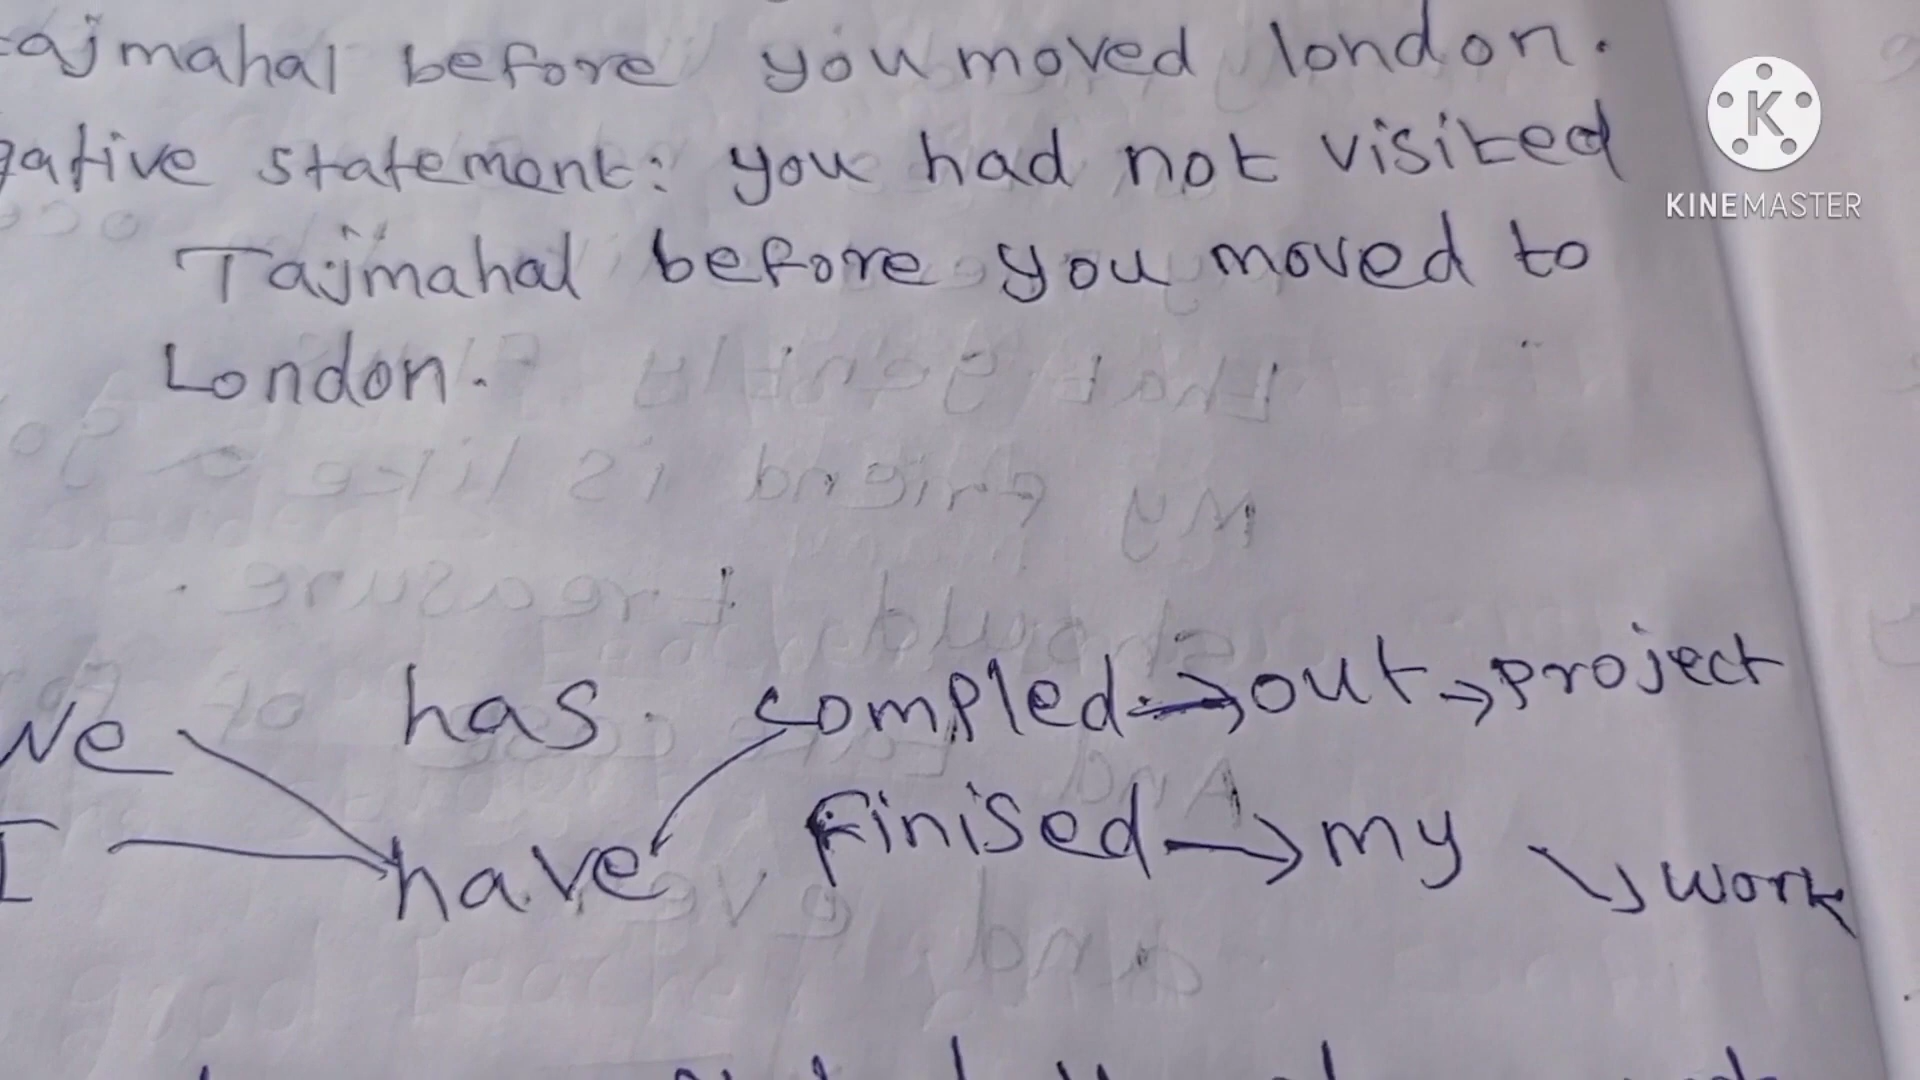 tajmahal before you moved london.
gative statement: you had not visited
Tajmahal before you moved to
London.
We has compled → out → project
I have finised → my → work
K
KINEMASTER